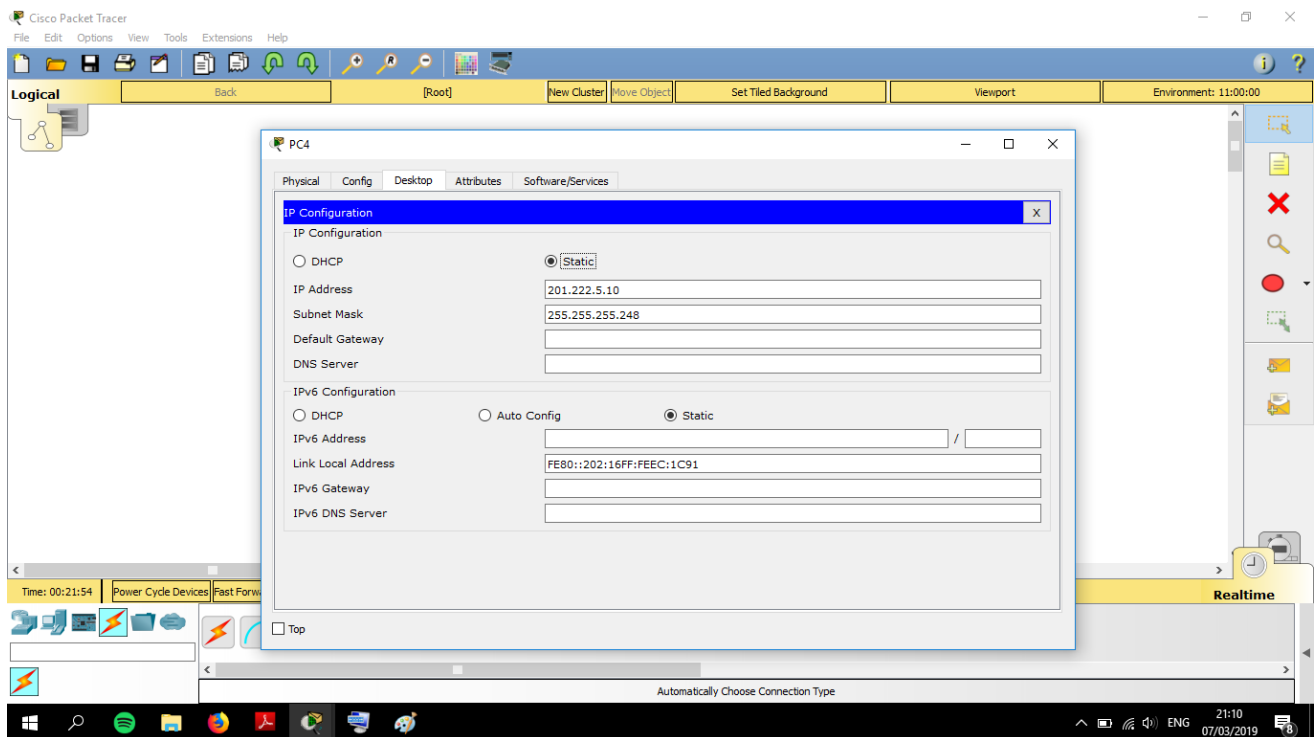 Cisco Packet Tracer
File Edit Options View Tools Extensions Help
Logical Back [Root] New Cluster Move Object Set Tiled Background Viewport Environment: 11:00:00
PC4
Physical Config Desktop Attributes Software/Services
IP Configuration X
IP Configuration
DHCP Static
IP Address 201.222.5.10
Subnet Mask 255.255.255.248
Default Gateway
DNS Server
IPv6 Configuration
DHCP Auto Config Static
IPv6 Address /
Link Local Address FE80::202:16FF:FEEC:1C91
IPv6 Gateway
IPv6 DNS Server
Time: 00:21:54 Power Cycle Devices Fast Forw Realtime
Top
Automatically Choose Connection Type
ENG 21:10
07/03/2019 8